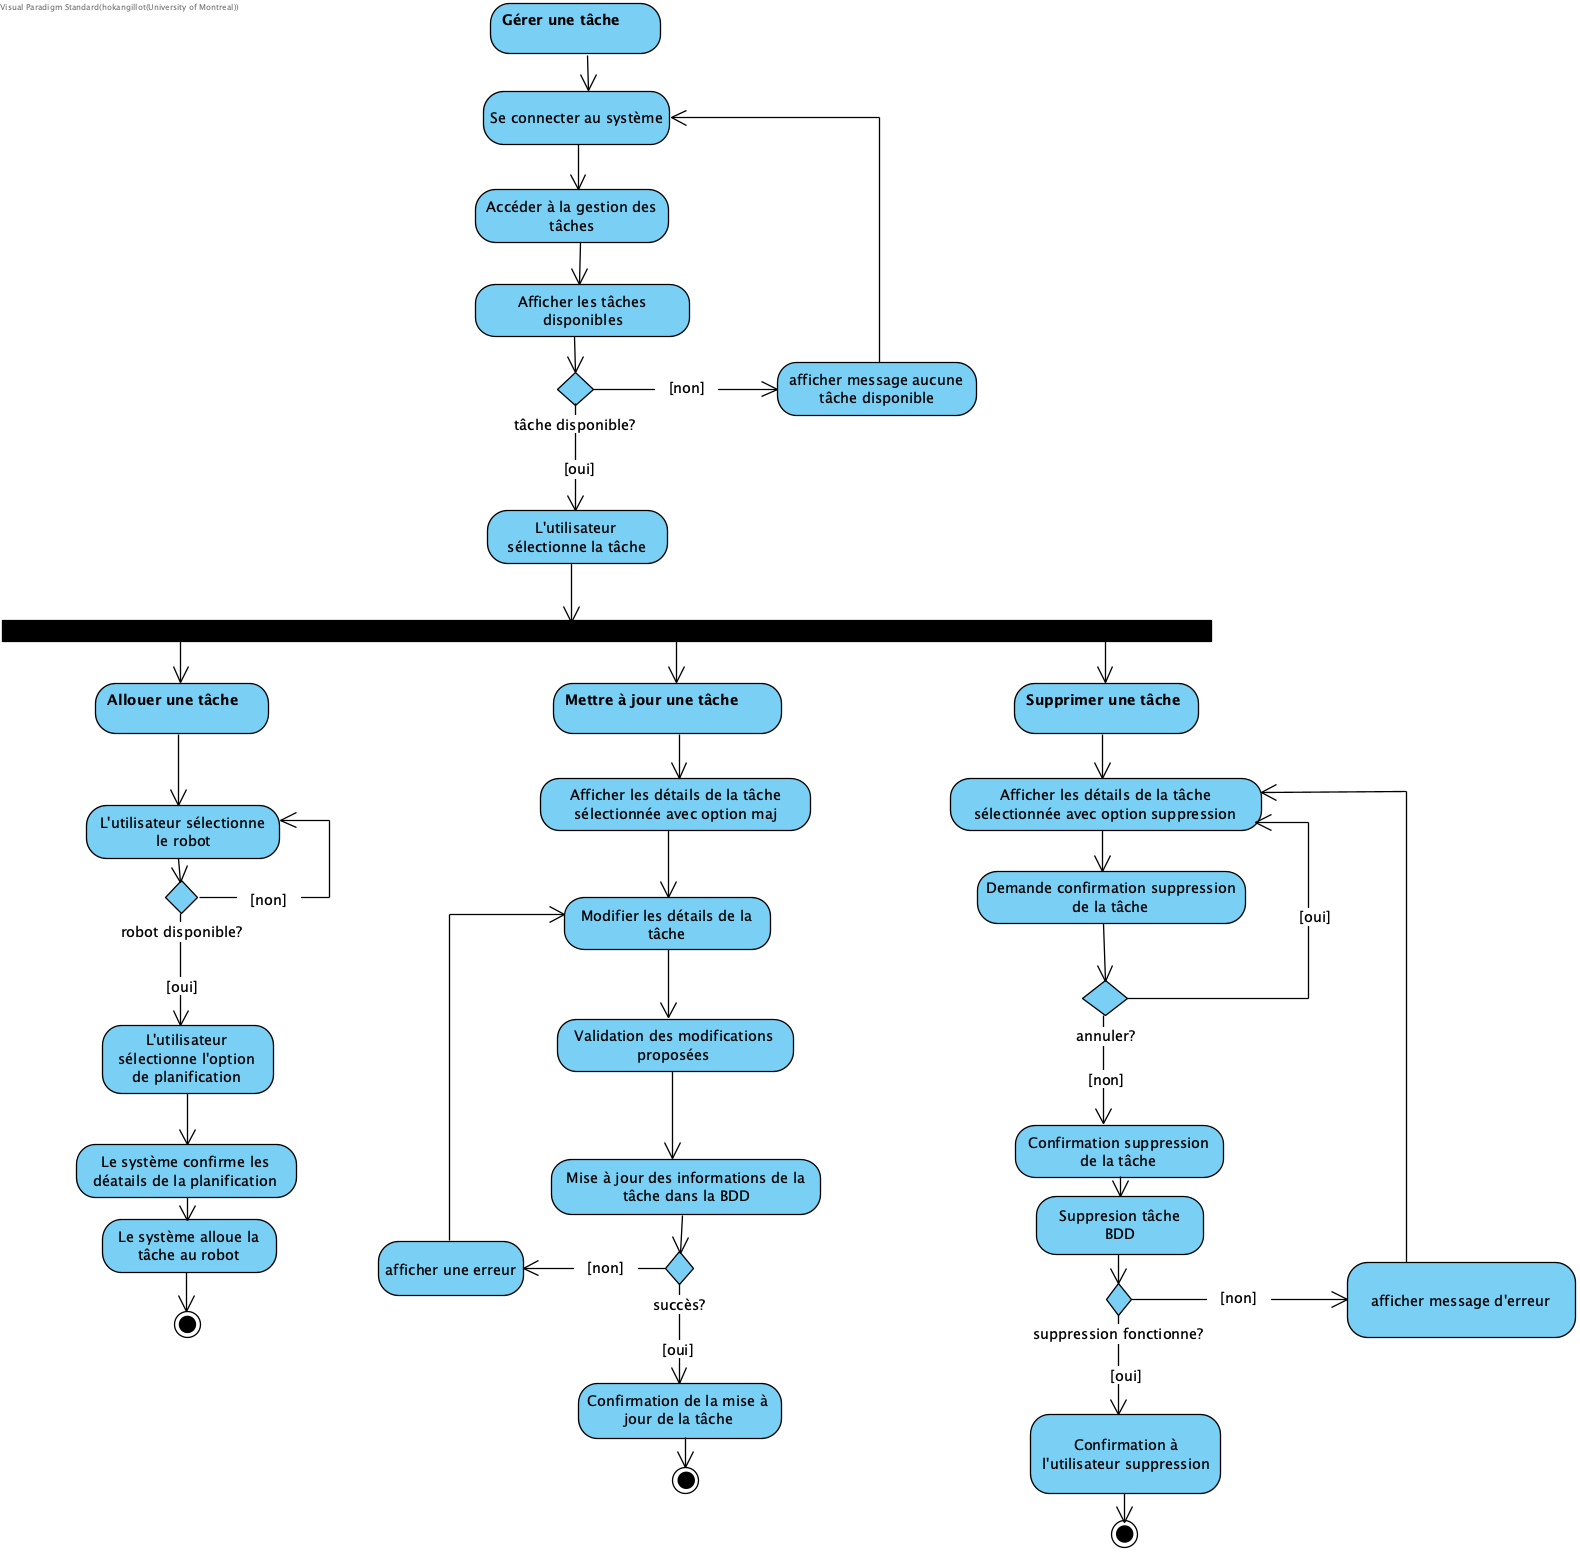 Visual Paradigm Standard(hokangillot(University of Montreal))
Gérer une tâche
Se connecter au système
Accéder à la gestion des
tâches
Afficher les tâches
disponibles
[non]
afficher message aucune
tâche disponible
tâche disponible?
[oui]
L'utilisateur
sélectionne la tâche
Allouer une tâche
L'utilisateur sélectionne
le robot
[non]
robot disponible?
[oui]
L'utilisateur
sélectionne l'option
de planification
Le système confirme les
déatails de la planification
Le système alloue la
tâche au robot
Mettre à jour une tâche
Afficher les détails de la tâche
sélectionnée avec option maj
Modifier les détails de la
tâche
Validation des modifications
proposées
Mise à jour des informations de la
tâche dans la BDD
[non]
afficher une erreur
succès?
[oui]
Confirmation de la mise à
jour de la tâche
Supprimer une tâche
Afficher les détails de la tâche
sélectionnée avec option suppression
Demande confirmation suppression
de la tâche
[oui]
annuler?
[non]
Confirmation suppression
de la tâche
Suppresion tâche
BDD
[non]
afficher message d'erreur
suppression fonctionne?
[oui]
Confirmation à
l'utilisateur suppression